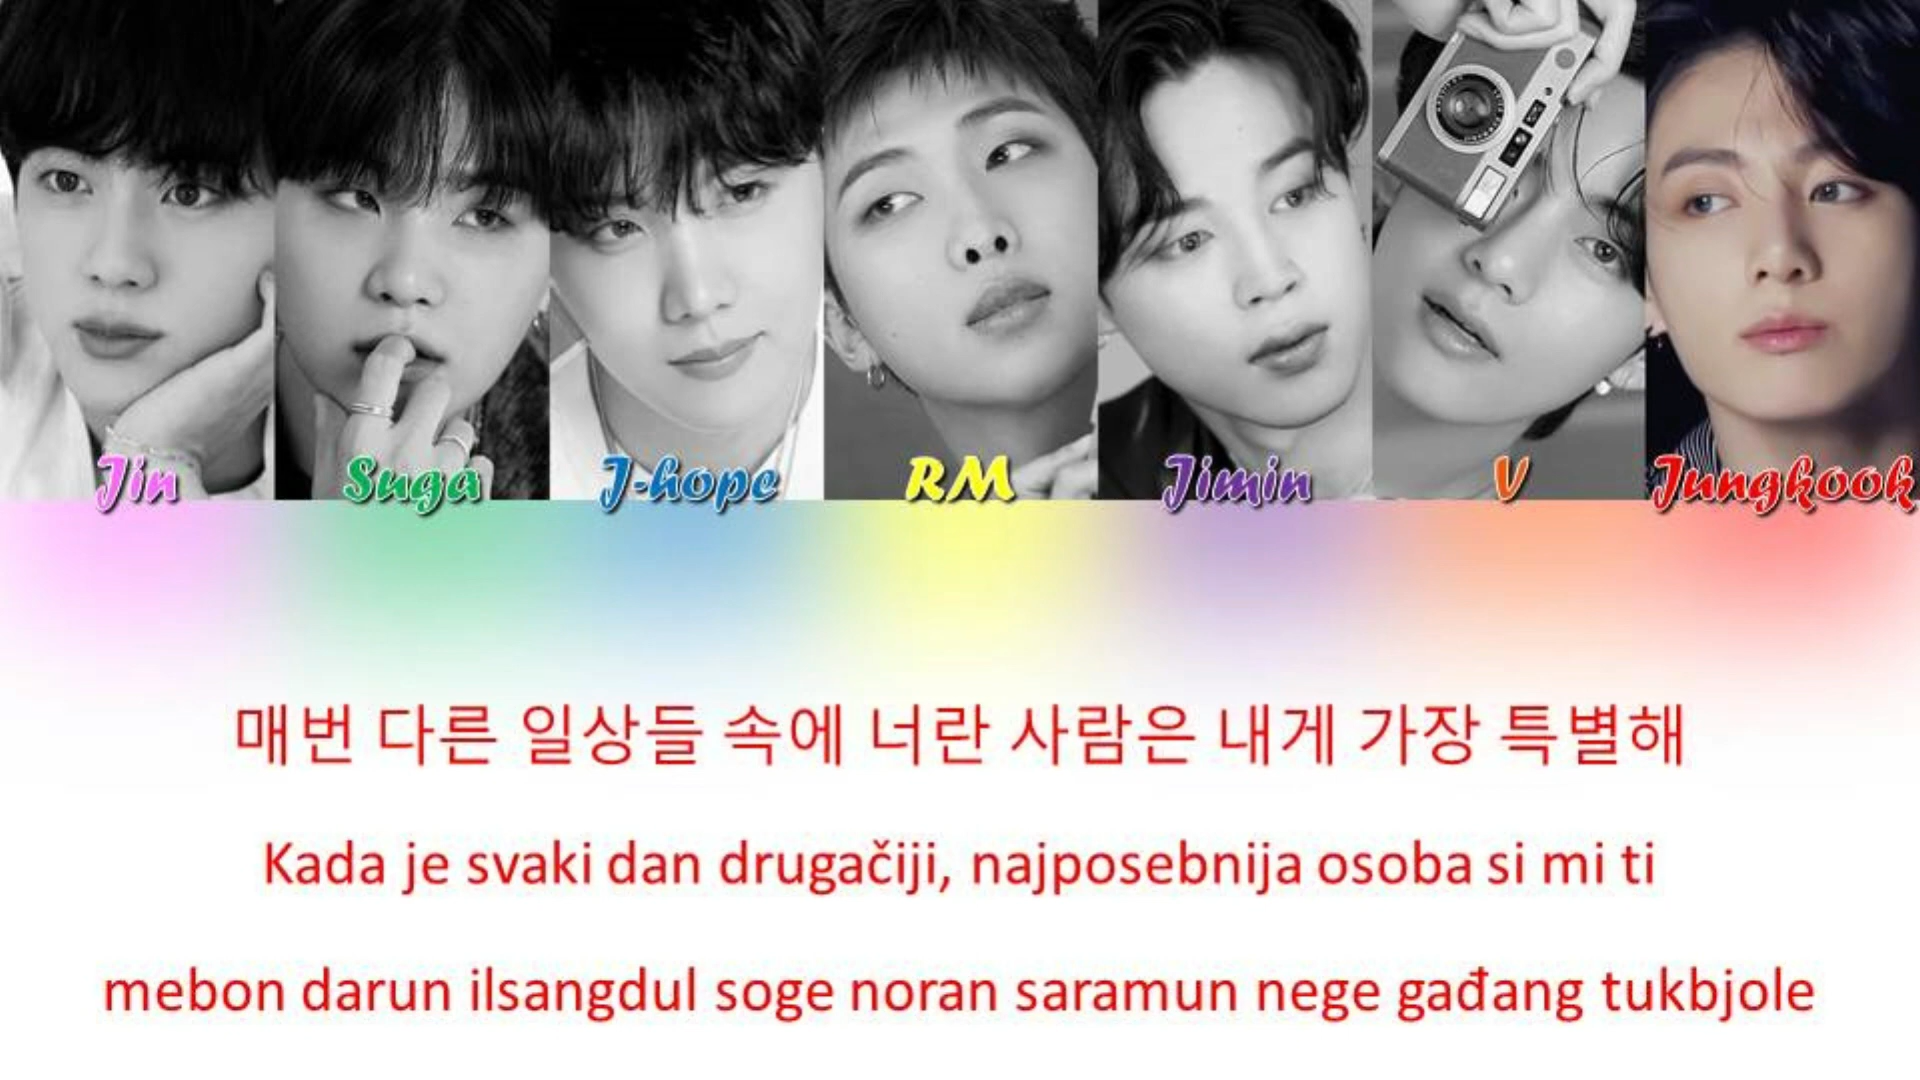 Jin Suga J-hope RM Jimin V Jungkook
매번 다른 일상들 속에 너란 사람은 내게 가장 특별해
Kada je svaki dan drugačiji, najposebnija osoba si mi ti
mebon darun ilsangdul soge noran saramun nege gađang tukbjole